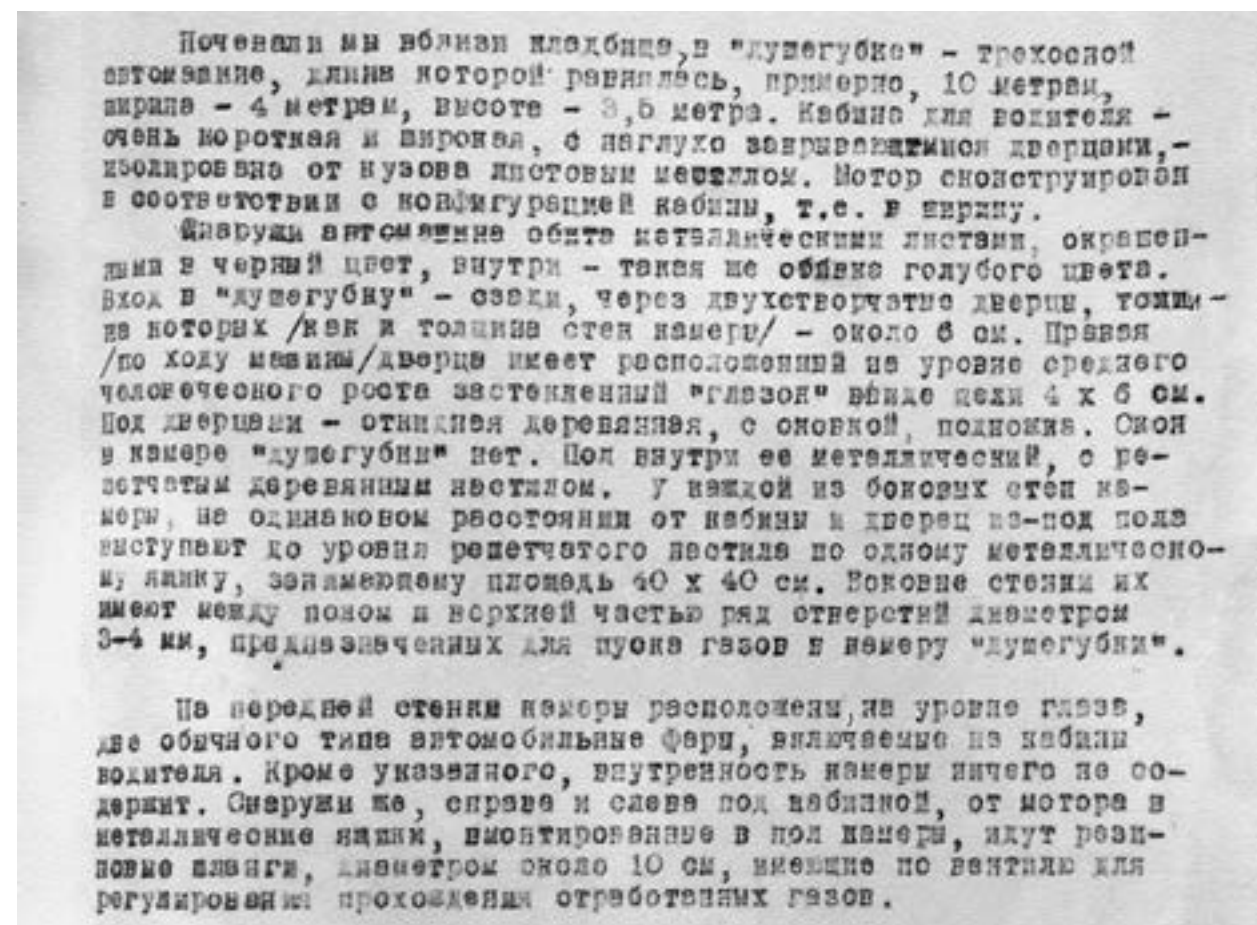 Ночевали мы вблизи кладбища, в "душегубке" - трехосной
автомашине, длина которой равнялась, примерно, 10 метрам,
ширина - 4 метрам, высота - 3,5 метра. Кабина для водителя -
очень короткая и широкая, с наглухо закрывающимися дверцами,-
изолирована от кузова листовым металлом. Мотор сконструирован
в соответствии с конфигурацией кабины, т.е. в ширину.
Снаружи автомашина обита металлическими листами, окрашен-
ными в черный цвет, внутри - такая же обивка голубого цвета.
Вход в "душегубку" - сзади, через двухстворчатые дверцы, толщи-
на которых /как и толщина стен камеры/ - около 6 см. Правая
/по ходу машины/дверца имеет расположенный на уровне среднего
человеческого роста застекленный "глазок" ввиде щели 4 x 6 см.
Под дверцами - откидная деревянная, с оковкой, подножка. Окон
в камере "душегубки" нет. Пол внутри ее металлический, с ре-
шетчатым деревянным настилом. У каждой из боковых стен ка-
меры, на одинаковом расстоянии от кабины и дверец из-под пола
выступают до уровня решетчатого настила по одному металлическо-
му ящику, занимающему площадь 40 x 40 см. Боковые стенки их
имеют между полом и верхней частью ряд отверстий диаметром
3-4 мм, предназначенных для пуска газов в камеру "душегубки".
На передней стенке камеры расположены,на уровне глаза,
две обычного типа автомобильные фары, включаемые из кабины
водителя. Кроме указанного, внутренность камеры ничего не со-
держит. Снаружи же, справа и слева под кабинкой, от мотора в
металлические ящики, вмонтированные в пол камеры, идут рези-
новые шланги, диаметром около 10 см, имеющие по вентилю для
регулирования прохождения отработанных газов.